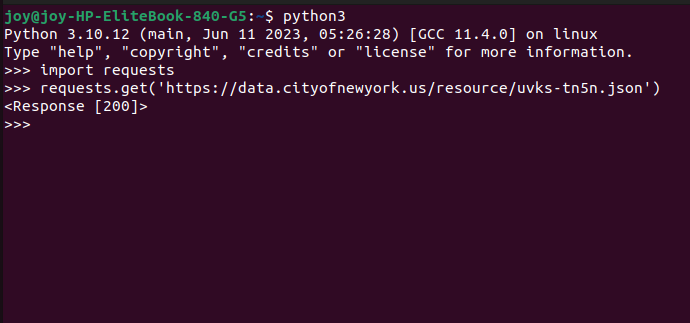 joy@joy-HP-EliteBook-840-G5:~$ python3
Python 3.10.12 (main, Jun 11 2023, 05:26:28) [GCC 11.4.0] on linux
Type "help", "copyright", "credits" or "license" for more information.
>>> import requests
>>> requests.get('https://data.cityofnewyork.us/resource/uvks-tn5n.json')
<Response [200]>
>>>